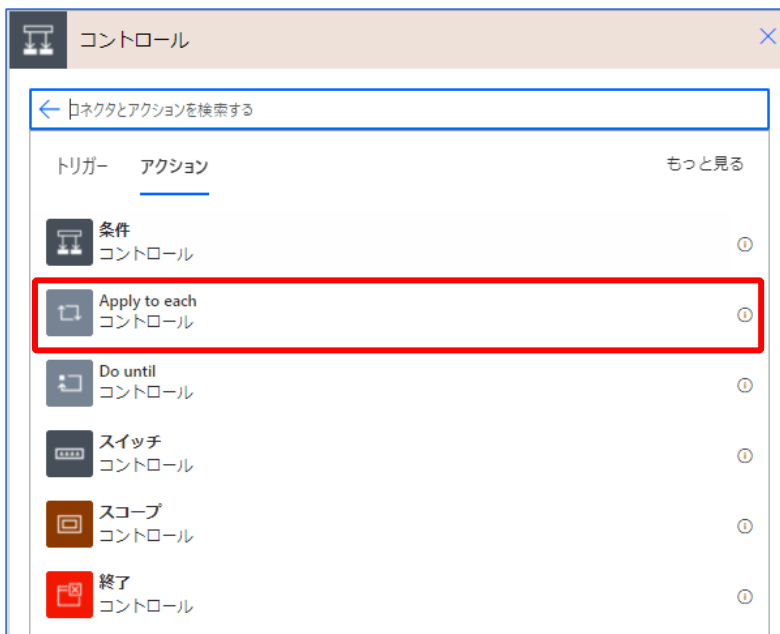 コントロール
コネクタとアクションを検索する
トリガー アクション もっと見る
条件
コントロール
Apply to each
コントロール
Do until
コントロール
スイッチ
コントロール
スコープ
コントロール
終了
コントロール